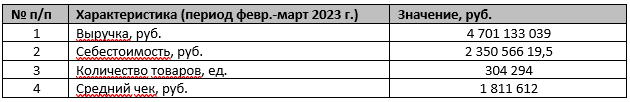 № п/п Характеристика (период февр.-март 2023 г.) Значение, руб.
1 Выручка, руб. 4 701 133 039
2 Себестоимость, руб. 2 350 566 19,5
3 Количество товаров, ед. 304 294
4 Средний чек, руб. 1 811 612